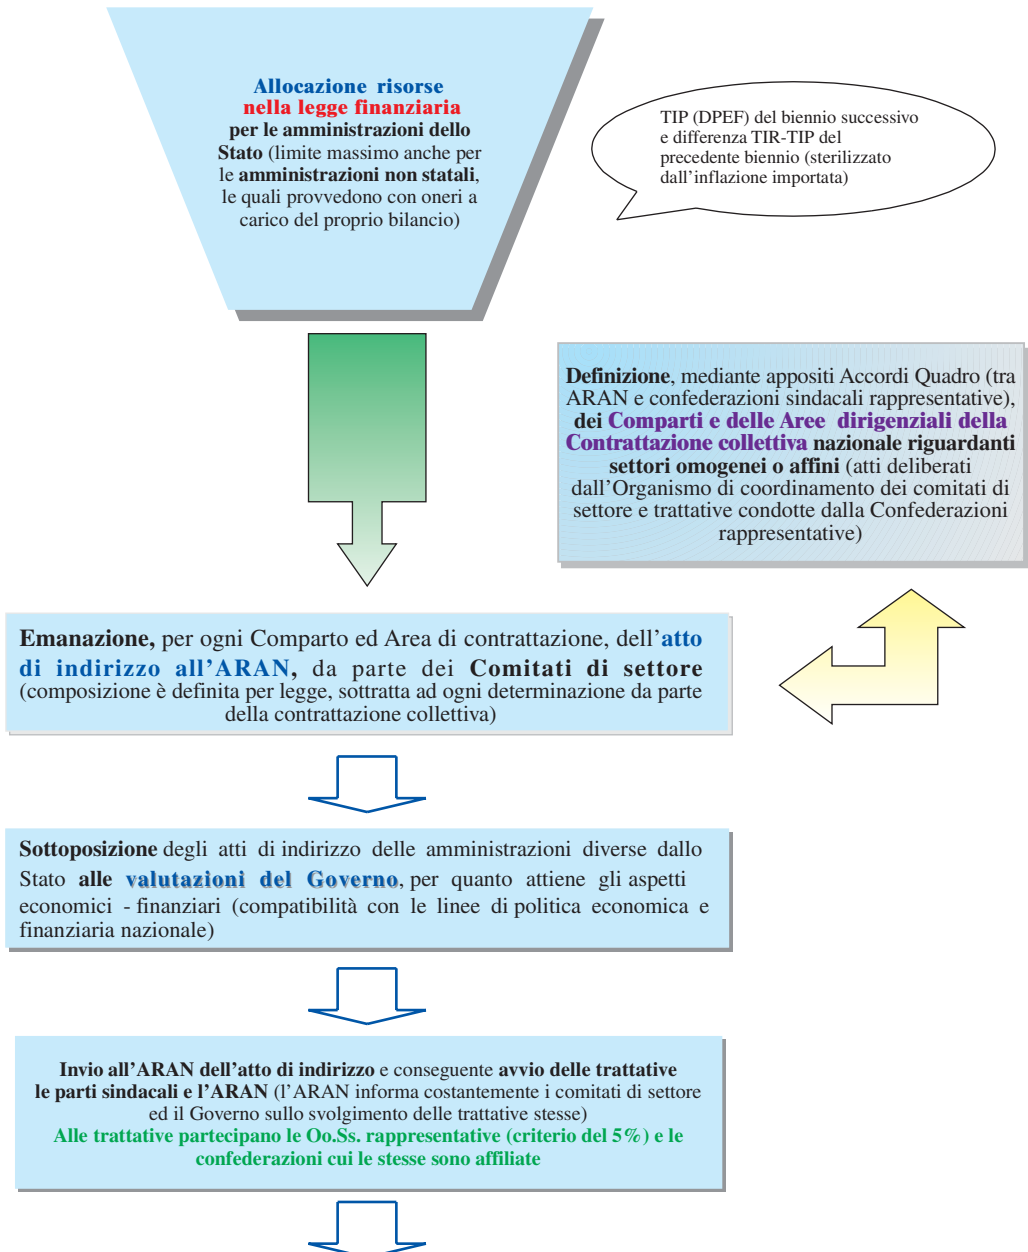 Allocazione risorse
nella legge finanziaria
per le amministrazioni dello
Stato (limite massimo anche per
le amministrazioni non statali,
le quali provvedono con oneri a
carico del proprio bilancio)
TIP (DPEF) del biennio successivo
e differenza TIR-TIP del
precedente biennio (sterilizzato
dall'inflazione importata)
Definizione, mediante appositi Accordi Quadro (tra
ARAN e confederazioni sindacali rappresentative),
dei Comparti e delle Aree dirigenziali della
Contrattazione collettiva nazionale riguardanti
settori omogenei o affini (atti deliberati
dall'Organismo di coordinamento dei comitati di
settore e trattative condotte dalla Confederazioni
rappresentative)
Emanazione, per ogni Comparto ed Area di contrattazione, dell'atto
di indirizzo all'ARAN, da parte dei Comitati di settore
(composizione è definita per legge, sottratta ad ogni determinazione da parte
della contrattazione collettiva)
Sottoposizione degli atti di indirizzo delle amministrazioni diverse dallo
Stato alle valutazioni del Governo, per quanto attiene gli aspetti
economici - finanziari (compatibilità con le linee di politica economica e
finanziaria nazionale)
Invio all'ARAN dell'atto di indirizzo e conseguente avvio delle trattative
le parti sindacali e l'ARAN (l'ARAN informa costantemente i comitati di settore
ed il Governo sullo svolgimento delle trattative stesse)
Alle trattative partecipano le Oo.Ss. rappresentative (criterio del 5%) e le
confederazioni cui le stesse sono affiliate